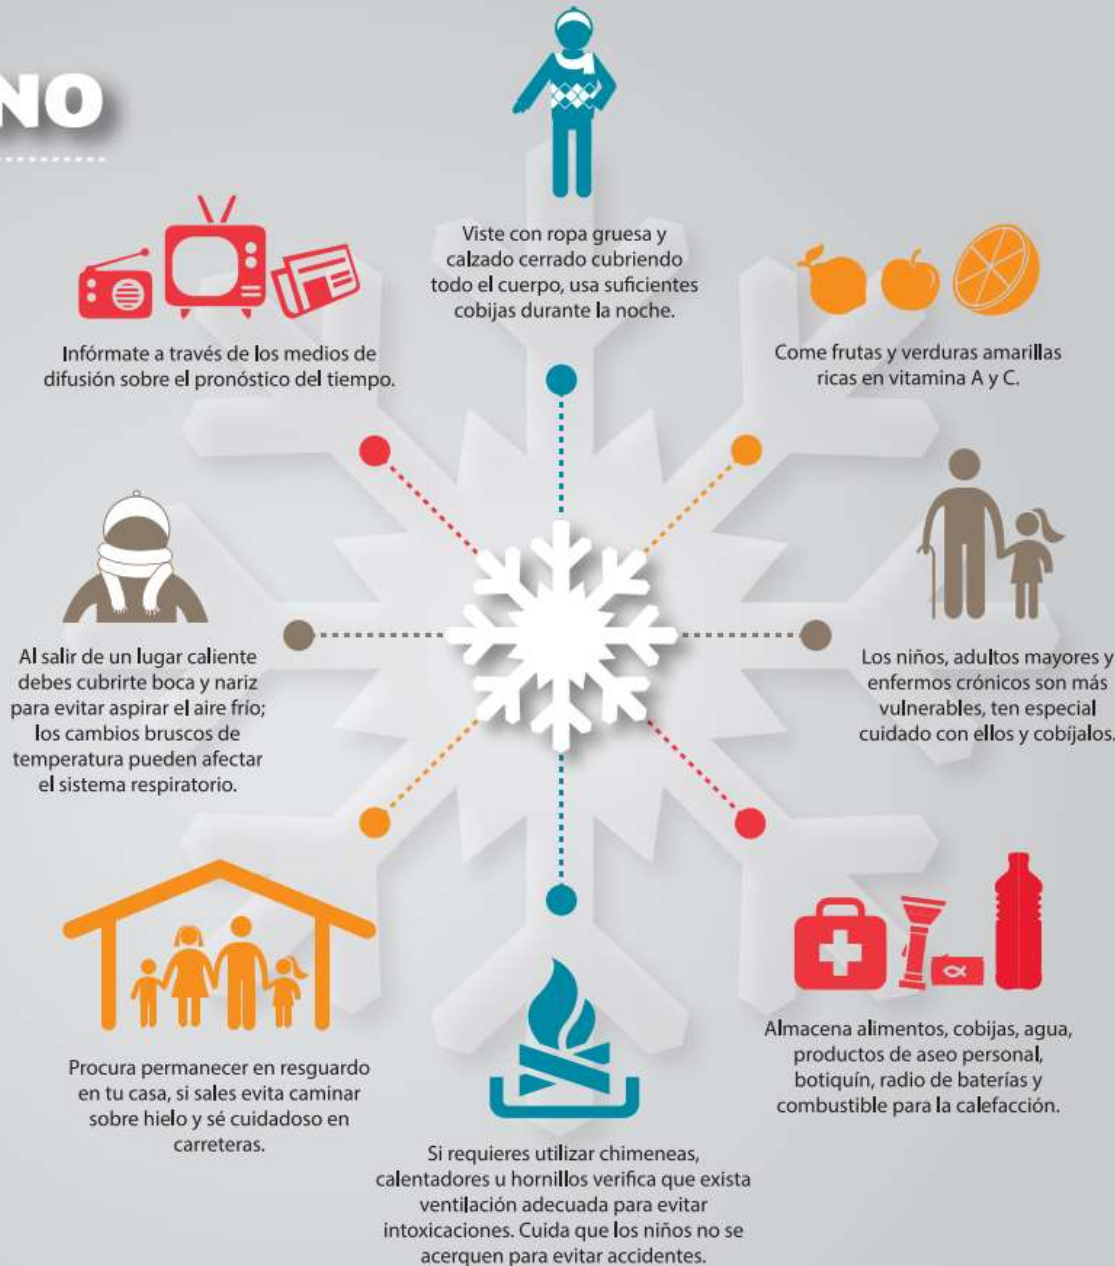 NO
Viste con ropa gruesa y
calzado cerrado cubriendo
todo el cuerpo, usa suficientes
cobijas durante la noche.
Infórmate a través de los medios de
difusión sobre el pronóstico del tiempo.
Come frutas y verduras amarillas
ricas en vitamina A y C.
Al salir de un lugar caliente
debes cubrirte boca y nariz
para evitar aspirar el aire frío;
los cambios bruscos de
temperatura pueden afectar
el sistema respiratorio.
Los niños, adultos mayores y
enfermos crónicos son más
vulnerables, ten especial
cuidado con ellos y cobíjalos.
Procura permanecer en resguardo
en tu casa, si sales evita caminar
sobre hielo y sé cuidadoso en
carreteras.
Almacena alimentos, cobijas, agua,
productos de aseo personal,
botiquín, radio de baterías y
combustible para la calefacción.
Si requieres utilizar chimeneas,
calentadores u hornillos verifica que exista
ventilación adecuada para evitar
intoxicaciones. Cuida que los niños no se
acerquen para evitar accidentes.